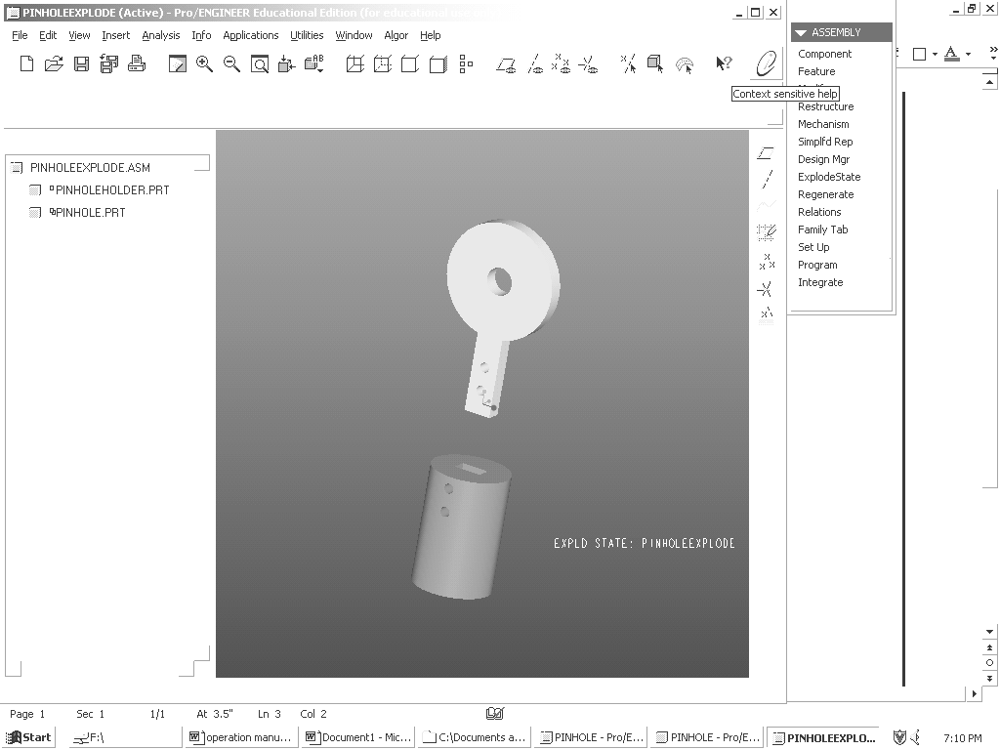 PINHOLEEXPLODE (Active) - Pro/ENGINEER Educational Edition (for educational use
File Edit View Insert Analysis Info Applications Utilities Window Algor Help
AB
Context sensitive help
ASSEMBLY
Component
Feature
Restructure
Mechanism
Simplfd Rep
Design Mgr
ExplodeState
Regenerate
Relations
Family Tab
Set Up
Program
Integrate
A
PINHOLEEXPLODE.ASM
PINHOLEHOLDER.PRT
PINHOLE.PRT
EXPLD STATE: PINHOLEEXPLODE
Page 1 Sec 1 1/1 At 3.5" Ln 3 Col 2
Start F:\ operation manu... Document1 - Mic... C:\Documents a... PINHOLE - Pro/E... PINHOLE - Pro/E... PINHOLEEXPLO... 7:10 PM